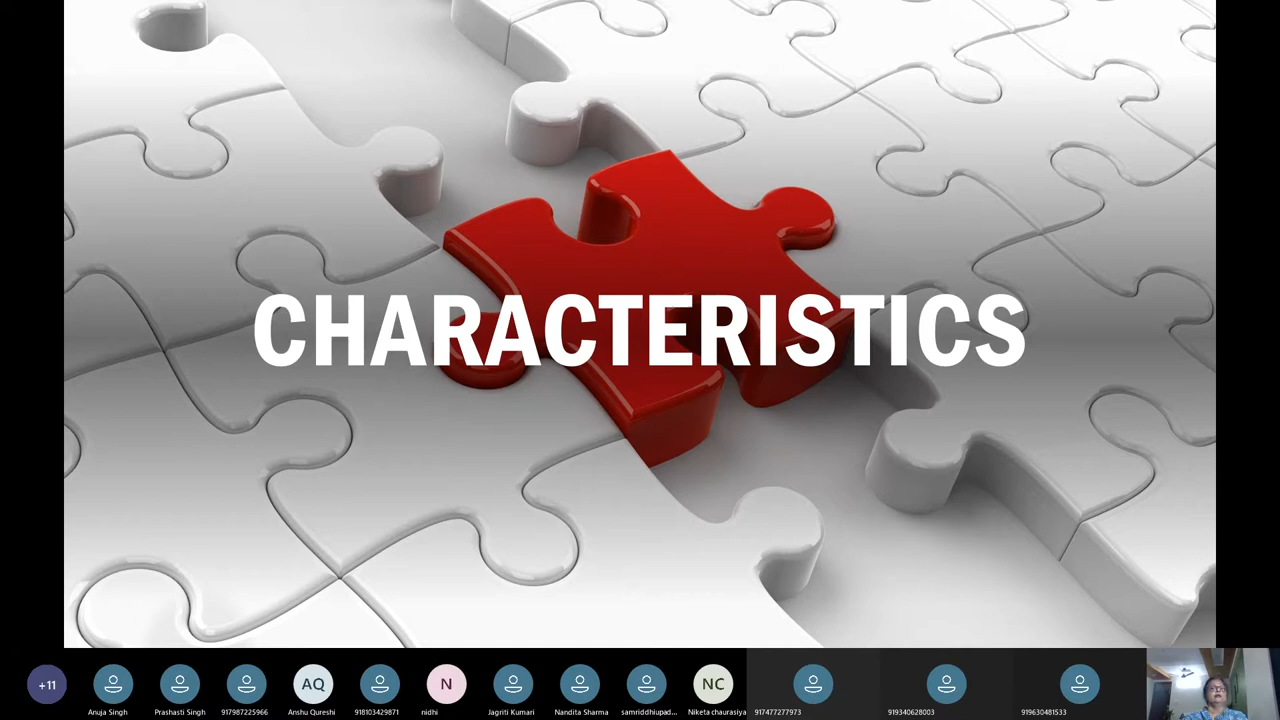 CHARACTERISTICS
+11
Anuja Singh
Prashasti Singh
917987225966
AQ
Anshu Qureshi
918103429871
N
nidhi
Jagriti Kumari
Nandita Sharma
samriddhiupad...
NC
Niketa chaurasiya
917477277973
919340628003
919630481533